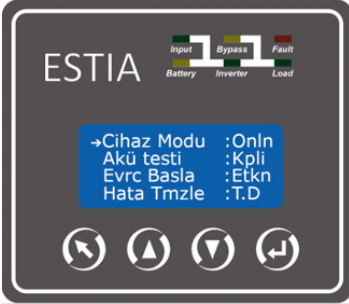 ESTIA
Input Bypass Fault
Battery Inverter Load
→Cihaz Modu :Onln
Akü testi :Kpli
Evrc Basla :Etkn
Hata Tmzle :T.D